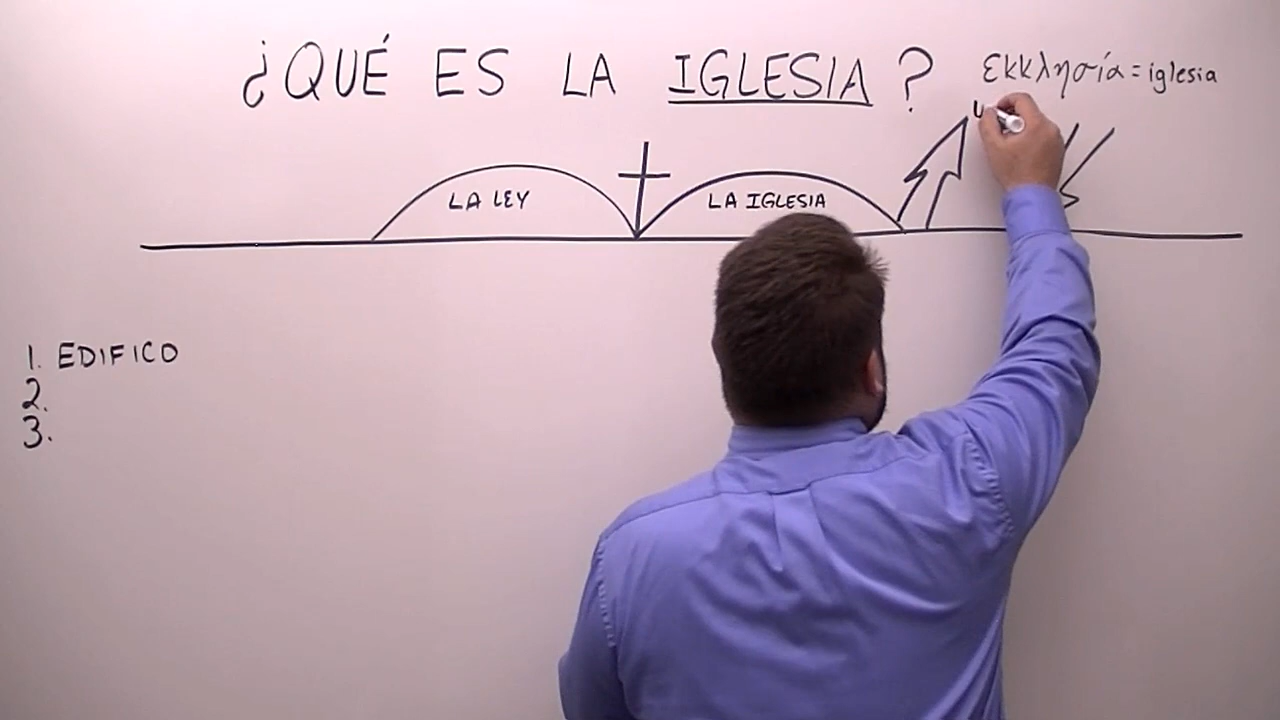 ¿QUÉ ES LA IGLESIA?
εκκλησία = iglesia
LA LEY
LA IGLESIA
1. EDIFICO
2.
3.